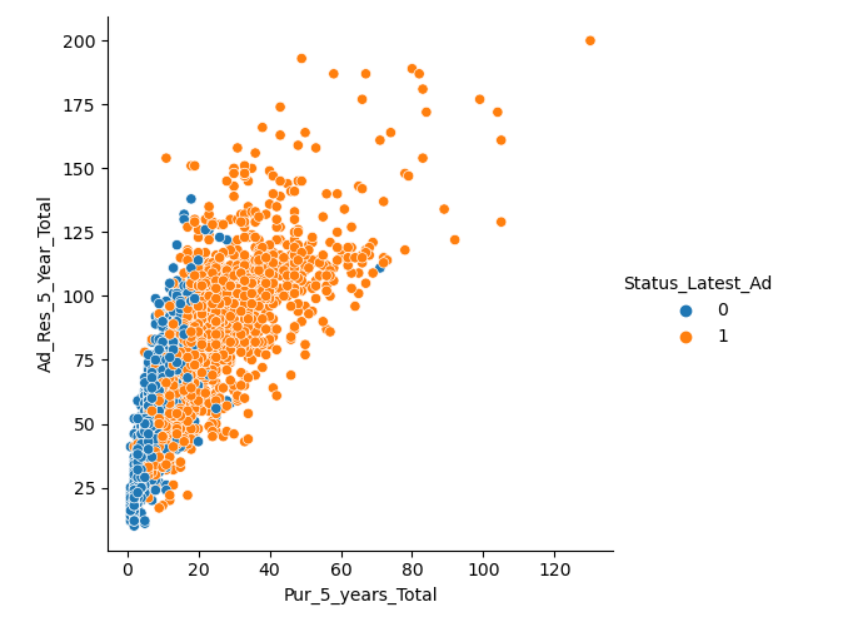 200
175
150
125
100
75
50
25
Ad_Res_5_Year_Total
0 20 40 60 80 100 120
Pur_5_years_Total
Status_Latest_Ad
0
1